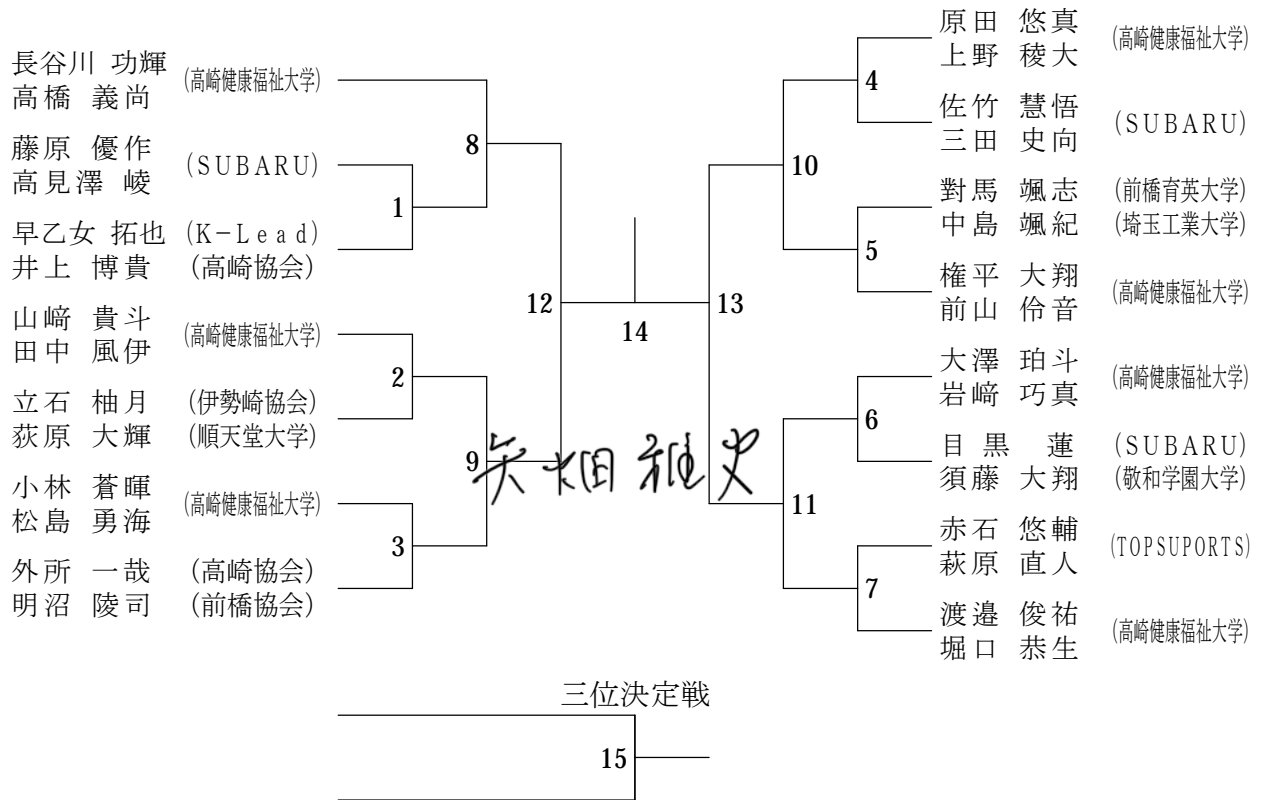 長谷川 功輝 (高崎健康福祉大学)
高橋 義尚
藤原 優作 (SUBARU)
高見澤 崚
早乙女 拓也 (K-Lead)
井上 博貴 (高崎協会)
山﨑 貴斗 (高崎健康福祉大学)
田中 風伊
立石 柚月 (伊勢崎協会)
荻原 大輝 (順天堂大学)
小林 蒼暉 (高崎健康福祉大学)
松島 勇海
外所 一哉 (高崎協会)
明沼 陵司 (前橋協会)
8
1
2
9
3
12
14
13
矢畑 雅史
10
11
4
5
6
7
原田 悠真 (高崎健康福祉大学)
上野 稜大
佐竹 慧悟 (SUBARU)
三田 史向
對馬 颯志 (前橋育英大学)
中島 颯紀 (埼玉工業大学)
権平 大翔 (高崎健康福祉大学)
前山 伶音
大澤 珀斗 (高崎健康福祉大学)
岩﨑 巧真
目黒 蓮 (SUBARU)
須藤 大翔 (敬和学園大学)
赤石 悠輔 (TOPSUPORTS)
萩原 直人
渡邉 俊祐 (高崎健康福祉大学)
堀口 恭生
三位決定戦
15